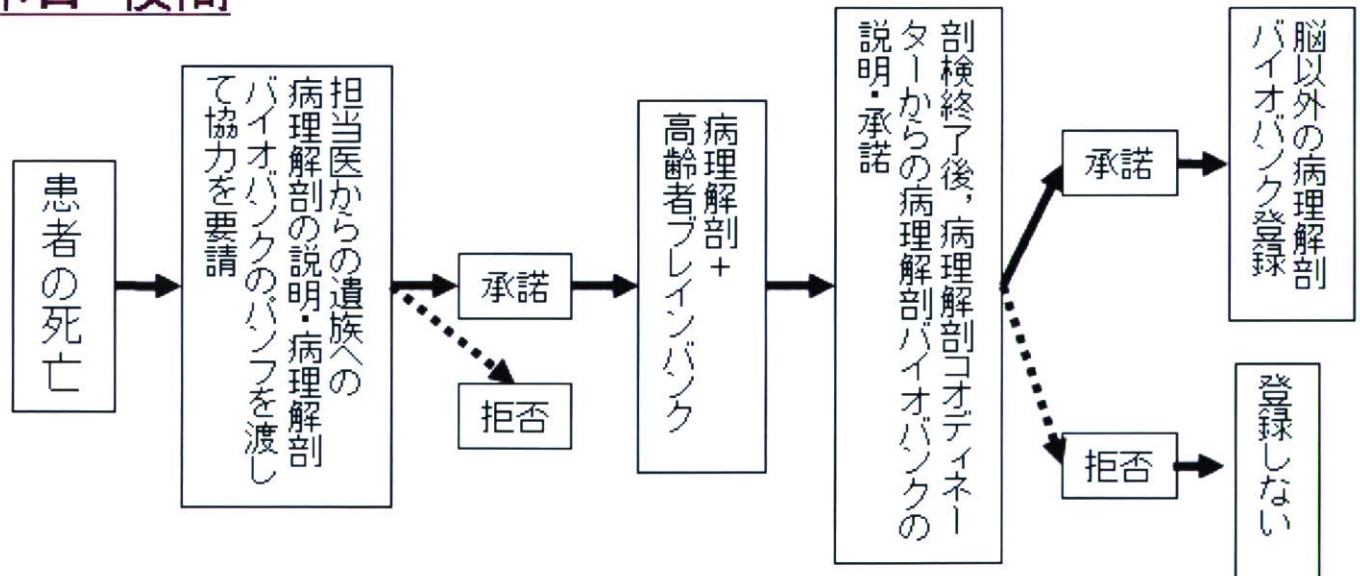 患者の死亡
担当医からの遺族への
病理解剖の説明・病理解剖
バイオバンクのパンフを渡し
て協力を要請
承諾
拒否
病理解剖＋
高齢者ブレインバンク
剖検終了後，病理解剖コオディネー
ターからの病理解剖バイオバンクの
説明・承諾
承諾
拒否
脳以外の病理解剖
バイオバンク登録
登録しない